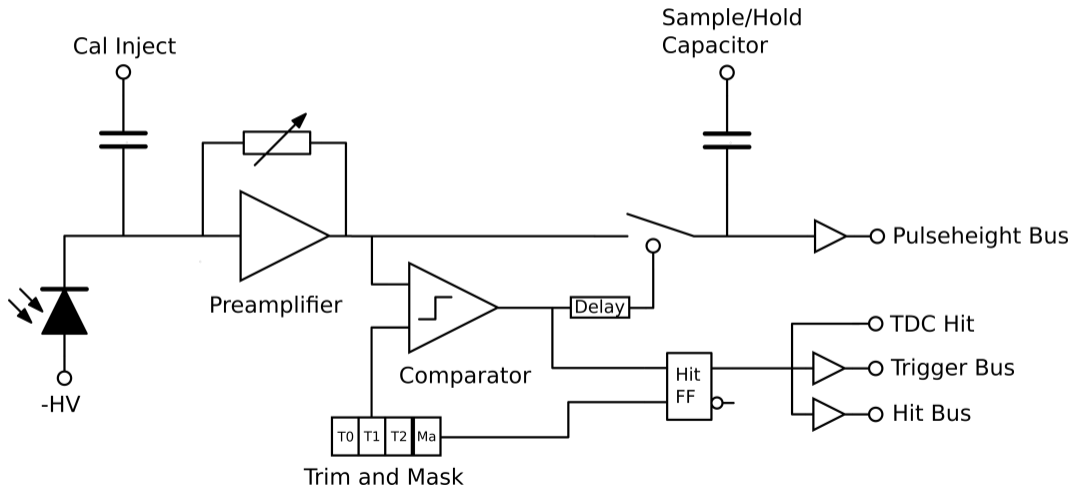 Sample/Hold
Capacitor
Cal Inject
Pulseheight Bus
Preamplifier
Delay
TDC Hit
Comparator
Hit
FF
Trigger Bus
-HV
Hit Bus
T0 T1 T2 Ma
Trim and Mask